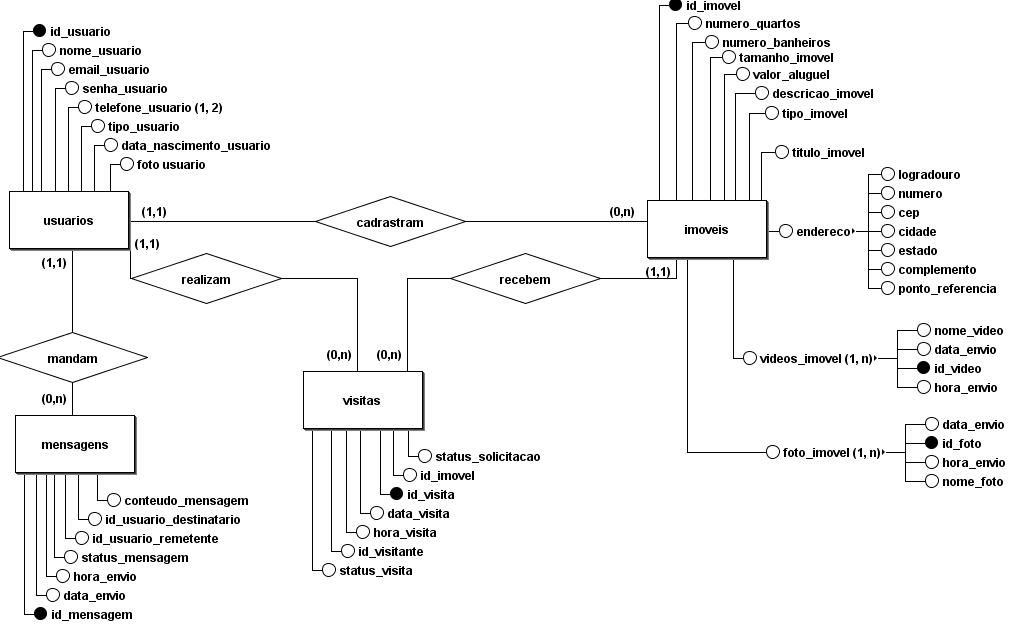 id_usuario
nome_usuario
email_usuario
senha_usuario
telefone_usuario (1, 2)
tipo_usuario
data_nascimento_usuario
foto usuario
usuarios
(1,1)
cadrastram
(0,n)
id_imovel
numero_quartos
numero_banheiros
tamanho_imovel
valor_aluguel
descricao_imovel
tipo_imovel
titulo_imovel
imoveis
endereco
logradouro
numero
cep
cidade
estado
complemento
ponto_referencia
(1,1)
(1,1)
realizam
recebem
(1,1)
videos_imovel (1, n)
nome_video
data_envio
id_video
hora_envio
foto_imovel (1, n)
data_envio
id_foto
hora_envio
nome_foto
mandam
(0,n)
(0,n)
(0,n)
visitas
status_solicitacao
id_imovel
id_visita
data_visita
hora_visita
id_visitante
status_visita
mensagens
conteudo_mensagem
id_usuario_destinatario
id_usuario_remetente
status_mensagem
hora_envio
data_envio
id_mensagem